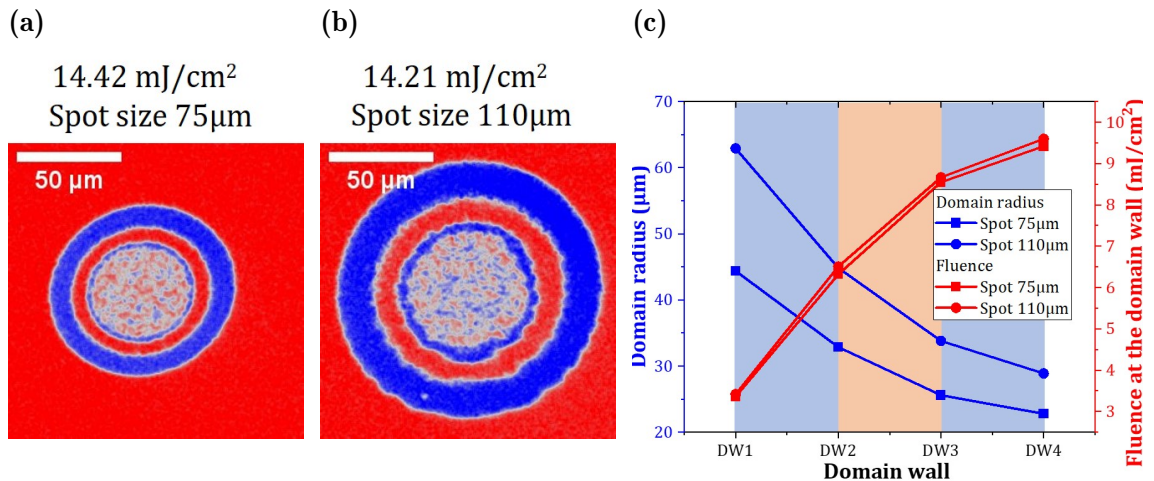 (a)
14.42 mJ/cm²
Spot size 75μm
50 μm
(b)
14.21 mJ/cm²
Spot size 110μm
50 μm
(c)
Domain radius (μm)
70
60
50
40
30
20
Domain radius
Spot 75μm
Spot 110μm
Fluence
Spot 75μm
Spot 110μm
DW1 DW2 DW3 DW4
Domain wall
10
9
8
7
6
5
4
3
Fluence at the domain wall (mJ/cm²)